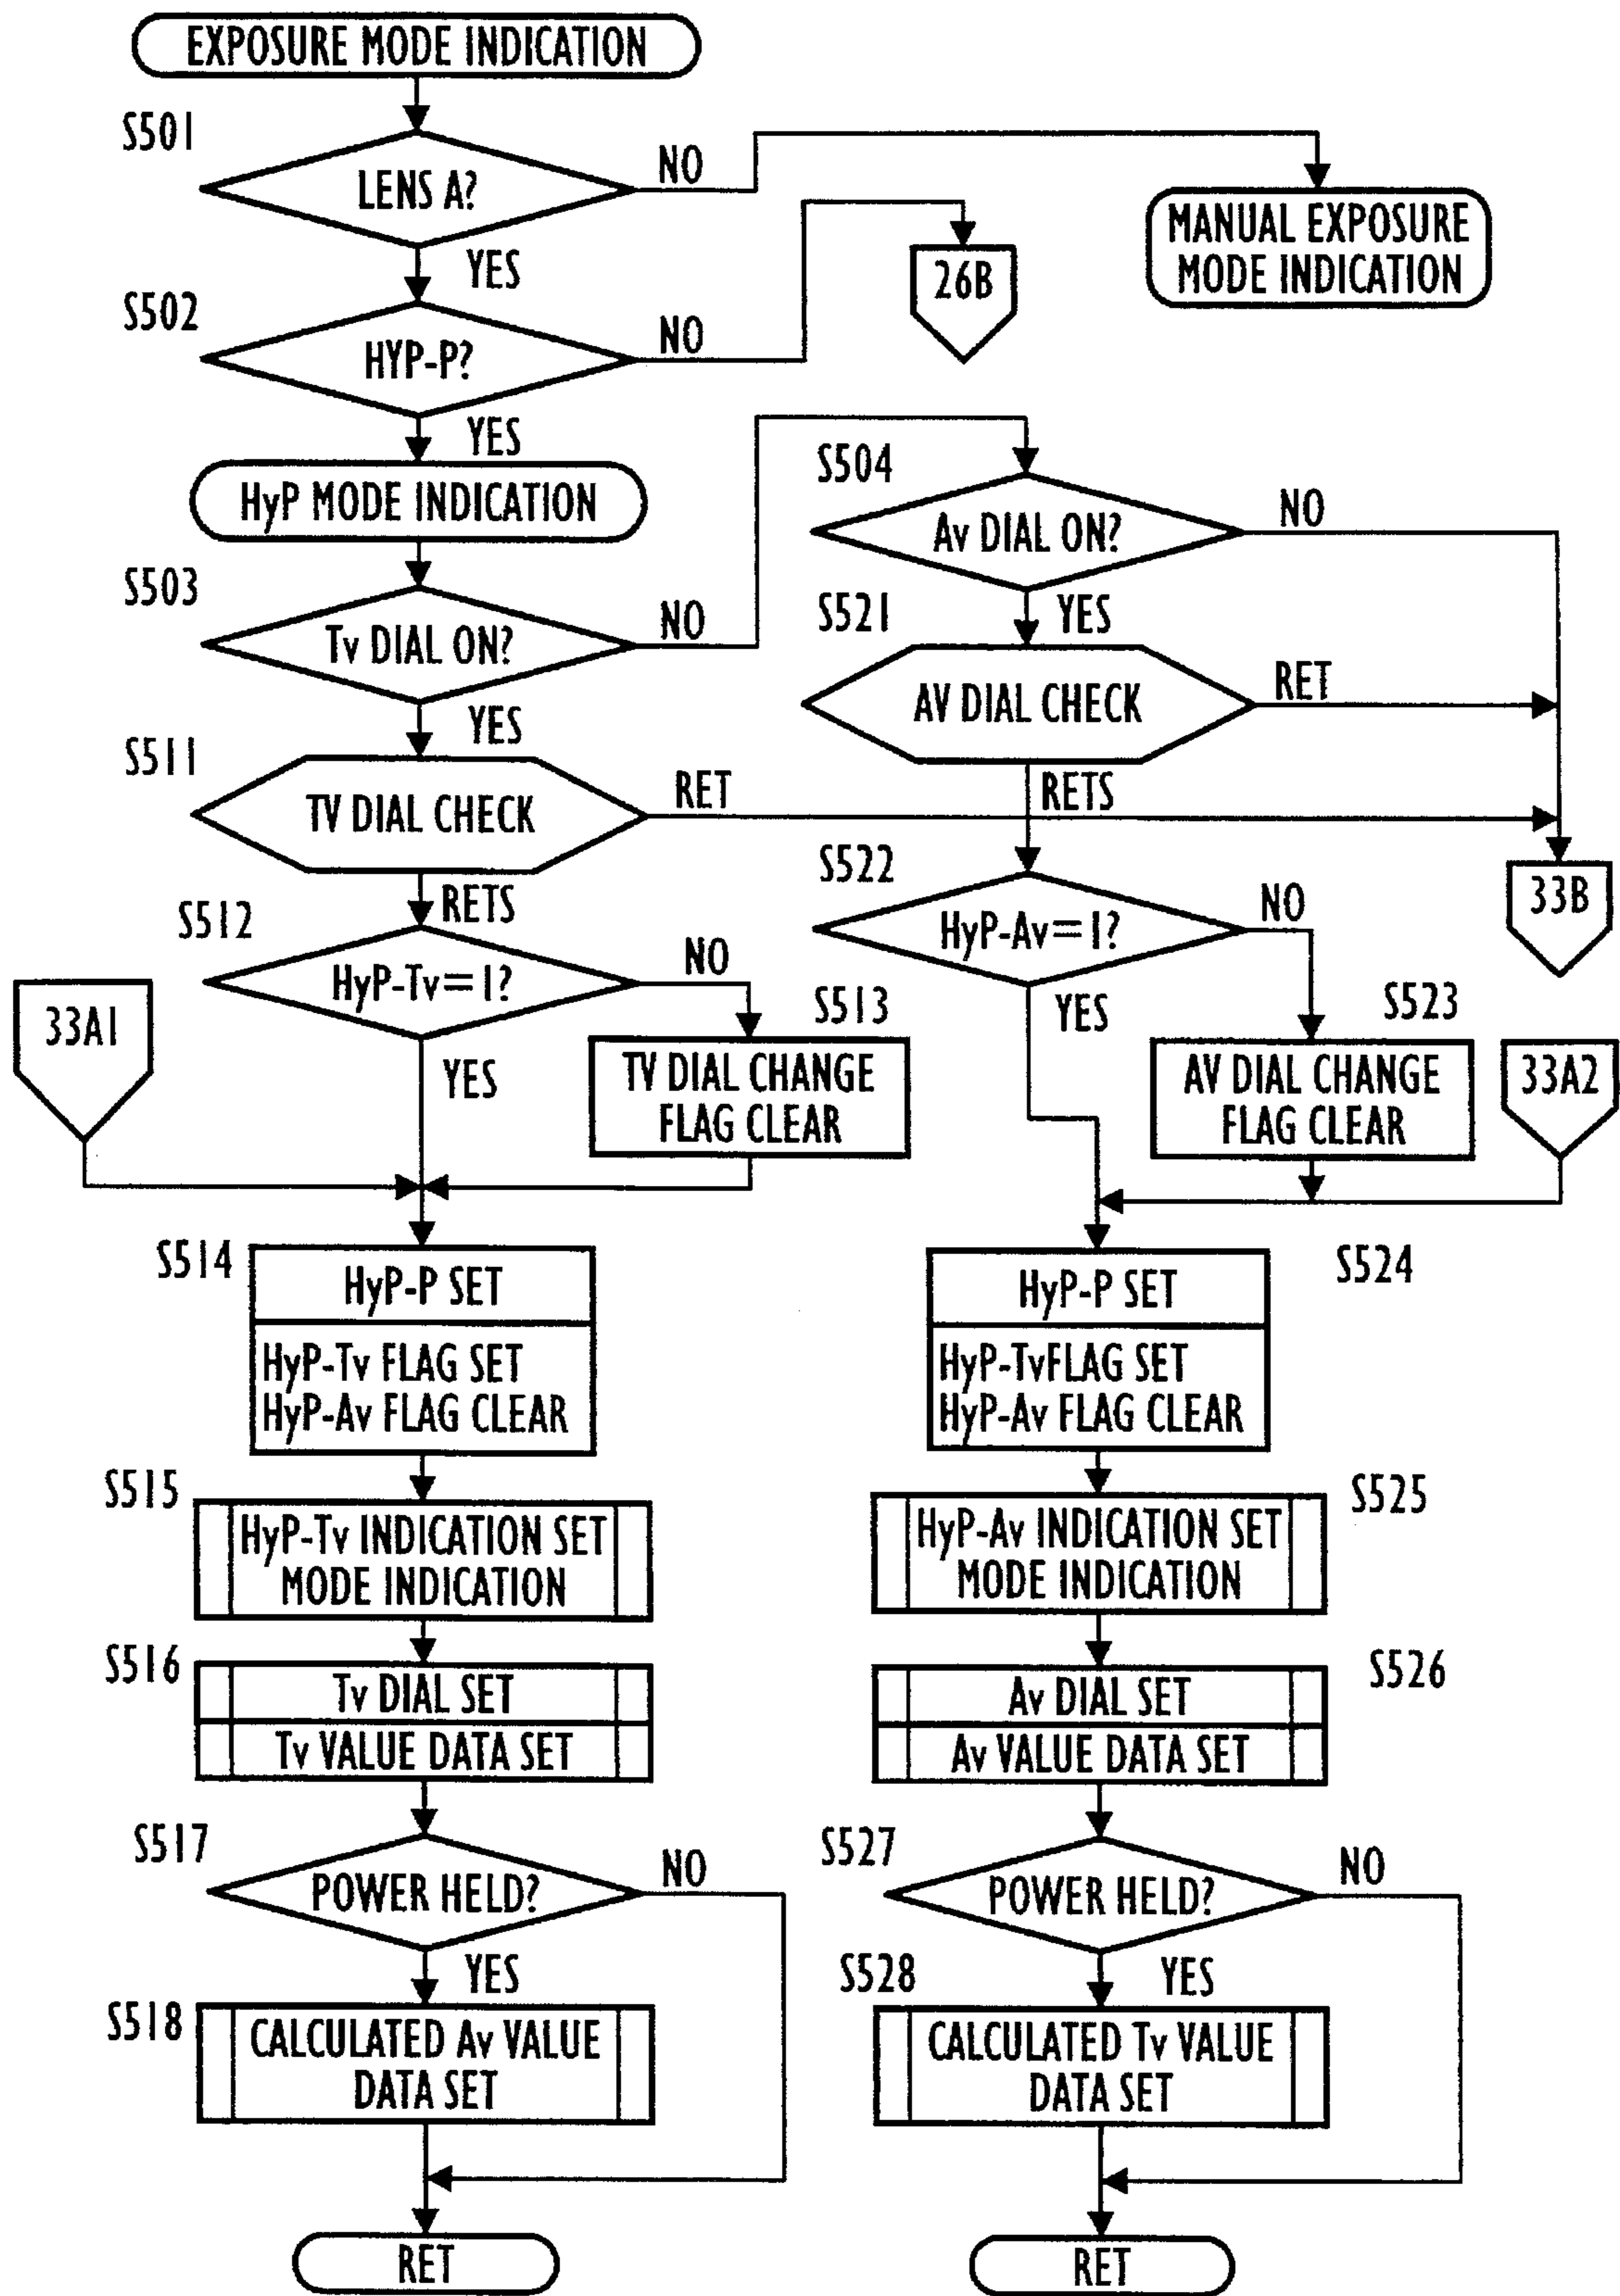 EXPOSURE MODE INDICATION
S501
LENS A?
NO
YES
MANUAL EXPOSURE
MODE INDICATION
26B
S502
HYP-P?
NO
YES
HyP MODE INDICATION
S503
Tv DIAL ON?
NO
YES
S504
Av DIAL ON?
NO
YES
S521
AV DIAL CHECK
RET
RETS
S511
TV DIAL CHECK
RET
RETS
33B
S512
HyP-Tv=1?
NO
YES
S513
TV DIAL CHANGE
FLAG CLEAR
33A1
S522
HyP-Av=1?
NO
YES
S523
AV DIAL CHANGE
FLAG CLEAR
33A2
S514
HyP-P SET
HyP-Tv FLAG SET
HyP-Av FLAG CLEAR
S515
HyP-Tv INDICATION SET
MODE INDICATION
S516
Tv DIAL SET
Tv VALUE DATA SET
S517
POWER HELD?
NO
YES
S518
CALCULATED Av VALUE
DATA SET
RET
S524
HyP-P SET
HyP-TvFLAG SET
HyP-Av FLAG CLEAR
S525
HyP-Av INDICATION SET
MODE INDICATION
S526
Av DIAL SET
Av VALUE DATA SET
S527
POWER HELD?
NO
YES
S528
CALCULATED Tv VALUE
DATA SET
RET